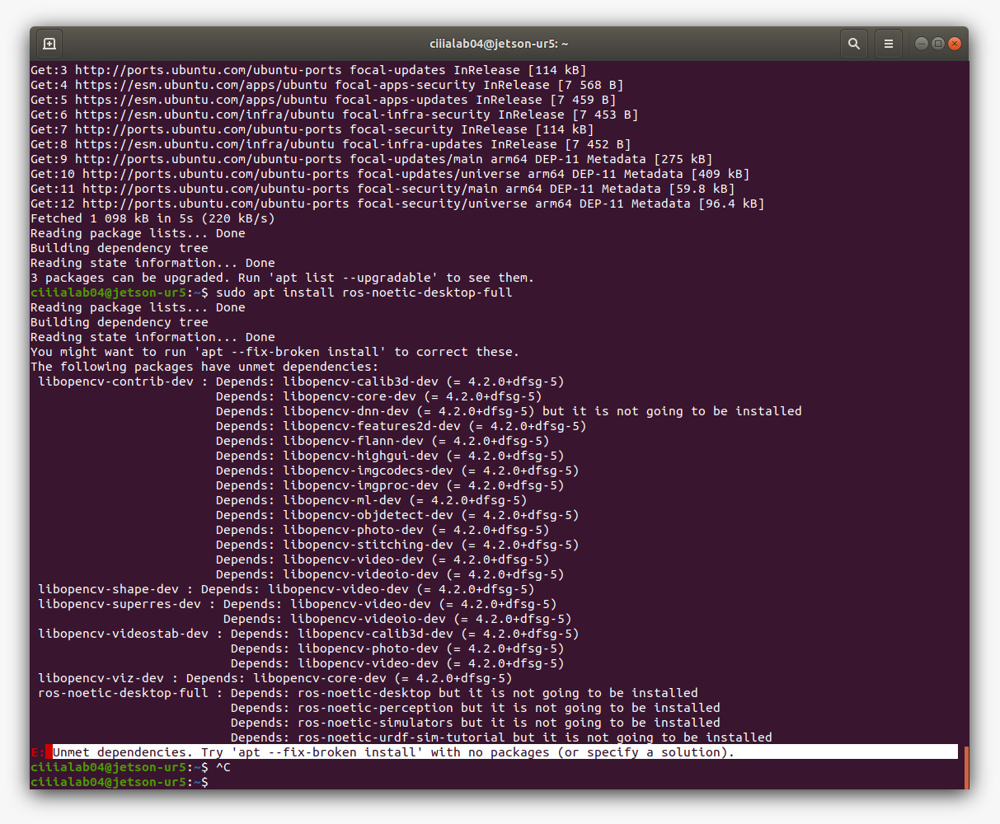 ciiialab04@jetson-ur5: ~
Get:3 http://ports.ubuntu.com/ubuntu-ports focal-updates InRelease [114 kB]
Get:4 https://esm.ubuntu.com/apps/ubuntu focal-apps-security InRelease [7 568 B]
Get:5 https://esm.ubuntu.com/apps/ubuntu focal-apps-updates InRelease [7 459 B]
Get:6 https://esm.ubuntu.com/infra/ubuntu focal-infra-security InRelease [7 453 B]
Get:7 http://ports.ubuntu.com/ubuntu-ports focal-security InRelease [114 kB]
Get:8 https://esm.ubuntu.com/infra/ubuntu focal-infra-updates InRelease [7 452 B]
Get:9 http://ports.ubuntu.com/ubuntu-ports focal-updates/main arm64 DEP-11 Metadata [275 kB]
Get:10 http://ports.ubuntu.com/ubuntu-ports focal-updates/universe arm64 DEP-11 Metadata [409 kB]
Get:11 http://ports.ubuntu.com/ubuntu-ports focal-security/main arm64 DEP-11 Metadata [59.8 kB]
Get:12 http://ports.ubuntu.com/ubuntu-ports focal-security/universe arm64 DEP-11 Metadata [96.4 kB]
Fetched 1 098 kB in 5s (220 kB/s)
Reading package lists... Done
Building dependency tree
Reading state information... Done
3 packages can be upgraded. Run 'apt list --upgradable' to see them.
ciiialab04@jetson-ur5:~$ sudo apt install ros-noetic-desktop-full
Reading package lists... Done
Building dependency tree
Reading state information... Done
You might want to run 'apt --fix-broken install' to correct these.
The following packages have unmet dependencies:
 libopencv-contrib-dev : Depends: libopencv-calib3d-dev (= 4.2.0+dfsg-5)
                         Depends: libopencv-core-dev (= 4.2.0+dfsg-5)
                         Depends: libopencv-dnn-dev (= 4.2.0+dfsg-5) but it is not going to be installed
                         Depends: libopencv-features2d-dev (= 4.2.0+dfsg-5)
                         Depends: libopencv-flann-dev (= 4.2.0+dfsg-5)
                         Depends: libopencv-highgui-dev (= 4.2.0+dfsg-5)
                         Depends: libopencv-imgcodecs-dev (= 4.2.0+dfsg-5)
                         Depends: libopencv-imgproc-dev (= 4.2.0+dfsg-5)
                         Depends: libopencv-ml-dev (= 4.2.0+dfsg-5)
                         Depends: libopencv-objdetect-dev (= 4.2.0+dfsg-5)
                         Depends: libopencv-photo-dev (= 4.2.0+dfsg-5)
                         Depends: libopencv-stitching-dev (= 4.2.0+dfsg-5)
                         Depends: libopencv-video-dev (= 4.2.0+dfsg-5)
                         Depends: libopencv-videoio-dev (= 4.2.0+dfsg-5)
 libopencv-shape-dev : Depends: libopencv-video-dev (= 4.2.0+dfsg-5)
 libopencv-superres-dev : Depends: libopencv-video-dev (= 4.2.0+dfsg-5)
                          Depends: libopencv-videoio-dev (= 4.2.0+dfsg-5)
 libopencv-videostab-dev : Depends: libopencv-calib3d-dev (= 4.2.0+dfsg-5)
                           Depends: libopencv-photo-dev (= 4.2.0+dfsg-5)
                           Depends: libopencv-video-dev (= 4.2.0+dfsg-5)
 libopencv-viz-dev : Depends: libopencv-core-dev (= 4.2.0+dfsg-5)
 ros-noetic-desktop-full : Depends: ros-noetic-desktop but it is not going to be installed
                           Depends: ros-noetic-perception but it is not going to be installed
                           Depends: ros-noetic-simulators but it is not going to be installed
                           Depends: ros-noetic-urdf-sim-tutorial but it is not going to be installed
E: Unmet dependencies. Try 'apt --fix-broken install' with no packages (or specify a solution).
ciiialab04@jetson-ur5:~$ ^C
ciiialab04@jetson-ur5:~$